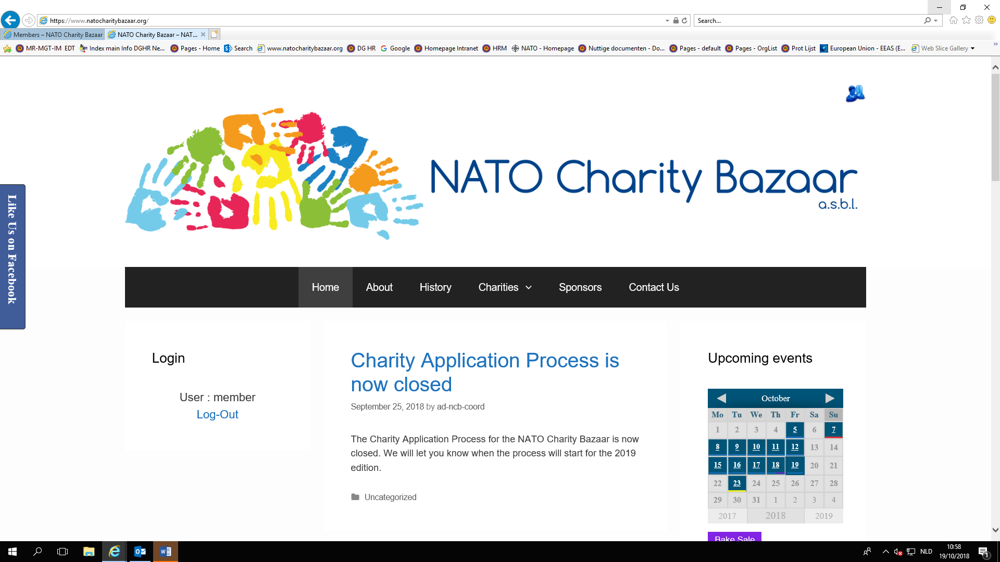 https://www.natocharitybazaar.org/
Search...
Members – NATO Charity Bazaar
NATO Charity Bazaar – NAT...
MR-MGT-IM EDT
Index main Info DGHR Ne...
Pages - Home
Search
www.natocharitybazaar.org
DG HR
Google
Homepage Intranet
HRM
NATO - Homepage
Nuttige documenten - Do...
Pages - default
Pages - OrgList
Prot Lijst
European Union - EEAS (E...
Web Slice Gallery
NATO Charity Bazaar
a.s.b.l.
Like Us on Facebook
Home About History Charities Sponsors Contact Us
Login
User : member
Log-Out
Charity Application Process is
now closed
September 25, 2018 by ad-ncb-coord
The Charity Application Process for the NATO Charity Bazaar is now
closed. We will let you know when the process will start for the 2019
edition.
Uncategorized
Upcoming events
October
Mo Tu We Th Fr Sa Su
1 2 3 4 5 6 7
8 9 10 11 12 13 14
15 16 17 18 19 20 21
22 23 24 25 26 27 28
29 30 31 1 2 3 4
2017 2018 2019
Bake Sale
NLD
10:58
19/10/2018
1